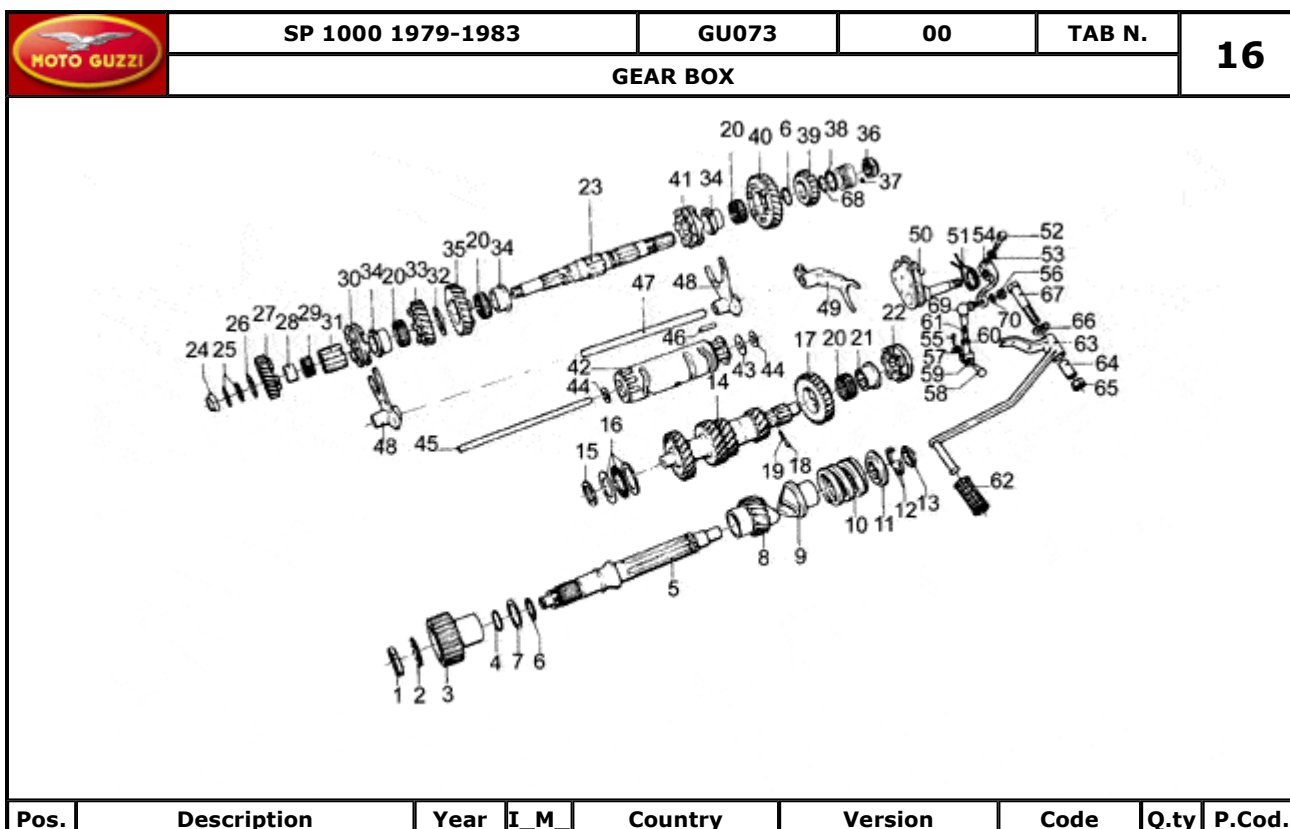 MOTO GUZZI
SP 1000 1979-1983 GU073 00 TAB N. 16
GEAR BOX
20 40 6 39 38 36
37
68
41 34
23
35 20 34
30 34 20 33 32
24 25 26 27 28 29 31
47 48
46
49
50 51 54 52
53
56
67
69 70
66
61 60 63
55
57
64
59
58
65
62
42
44
43 44
14
17 20 21 22
48
45
16
15
19 18
10 11 12 13
8 9
5
1 2 3 4 7 6
Pos. Description Year I_M_ Country Version Code Q.ty P.Cod.